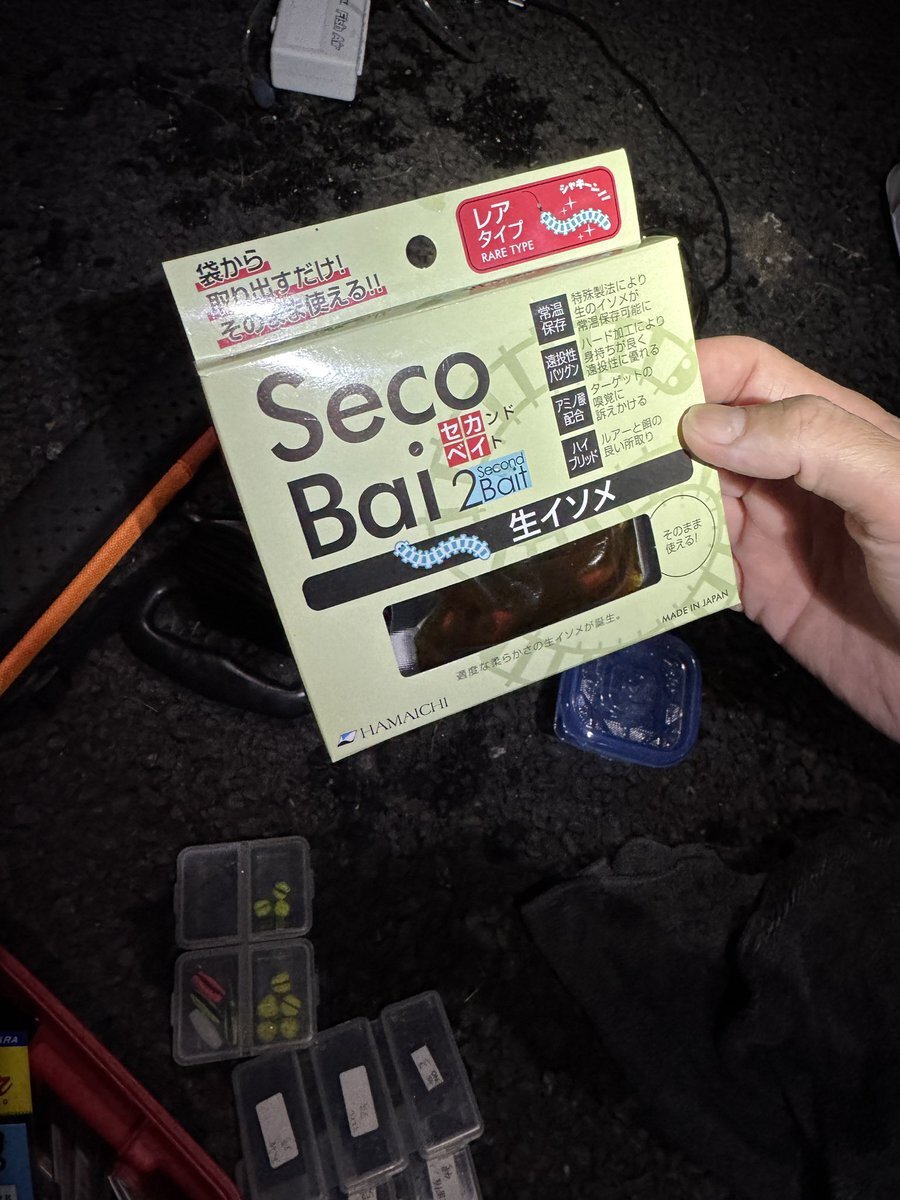 袋から
取り出すだけ!
そのまま使える!!
レア
タイプ
RARE TYPE
シャキーン!!
常温
保存
特殊製法により
生のイソメが
常温保存可能に
遠投性
バツグン
ハード加工により
身持ちが良く
遠投性に優れる
アミノ酸
配合
ターゲットの
嗅覚に
訴えかける
ハイ
ブリッド
ルアーと餌の
良い所取り
Seco
Bai
セカンド
ベイト
2
Second
Bait
生イソメ
そのまま
使える!
適度な柔らかさの生イソメが誕生。
MADE IN JAPAN
HAMAICHI